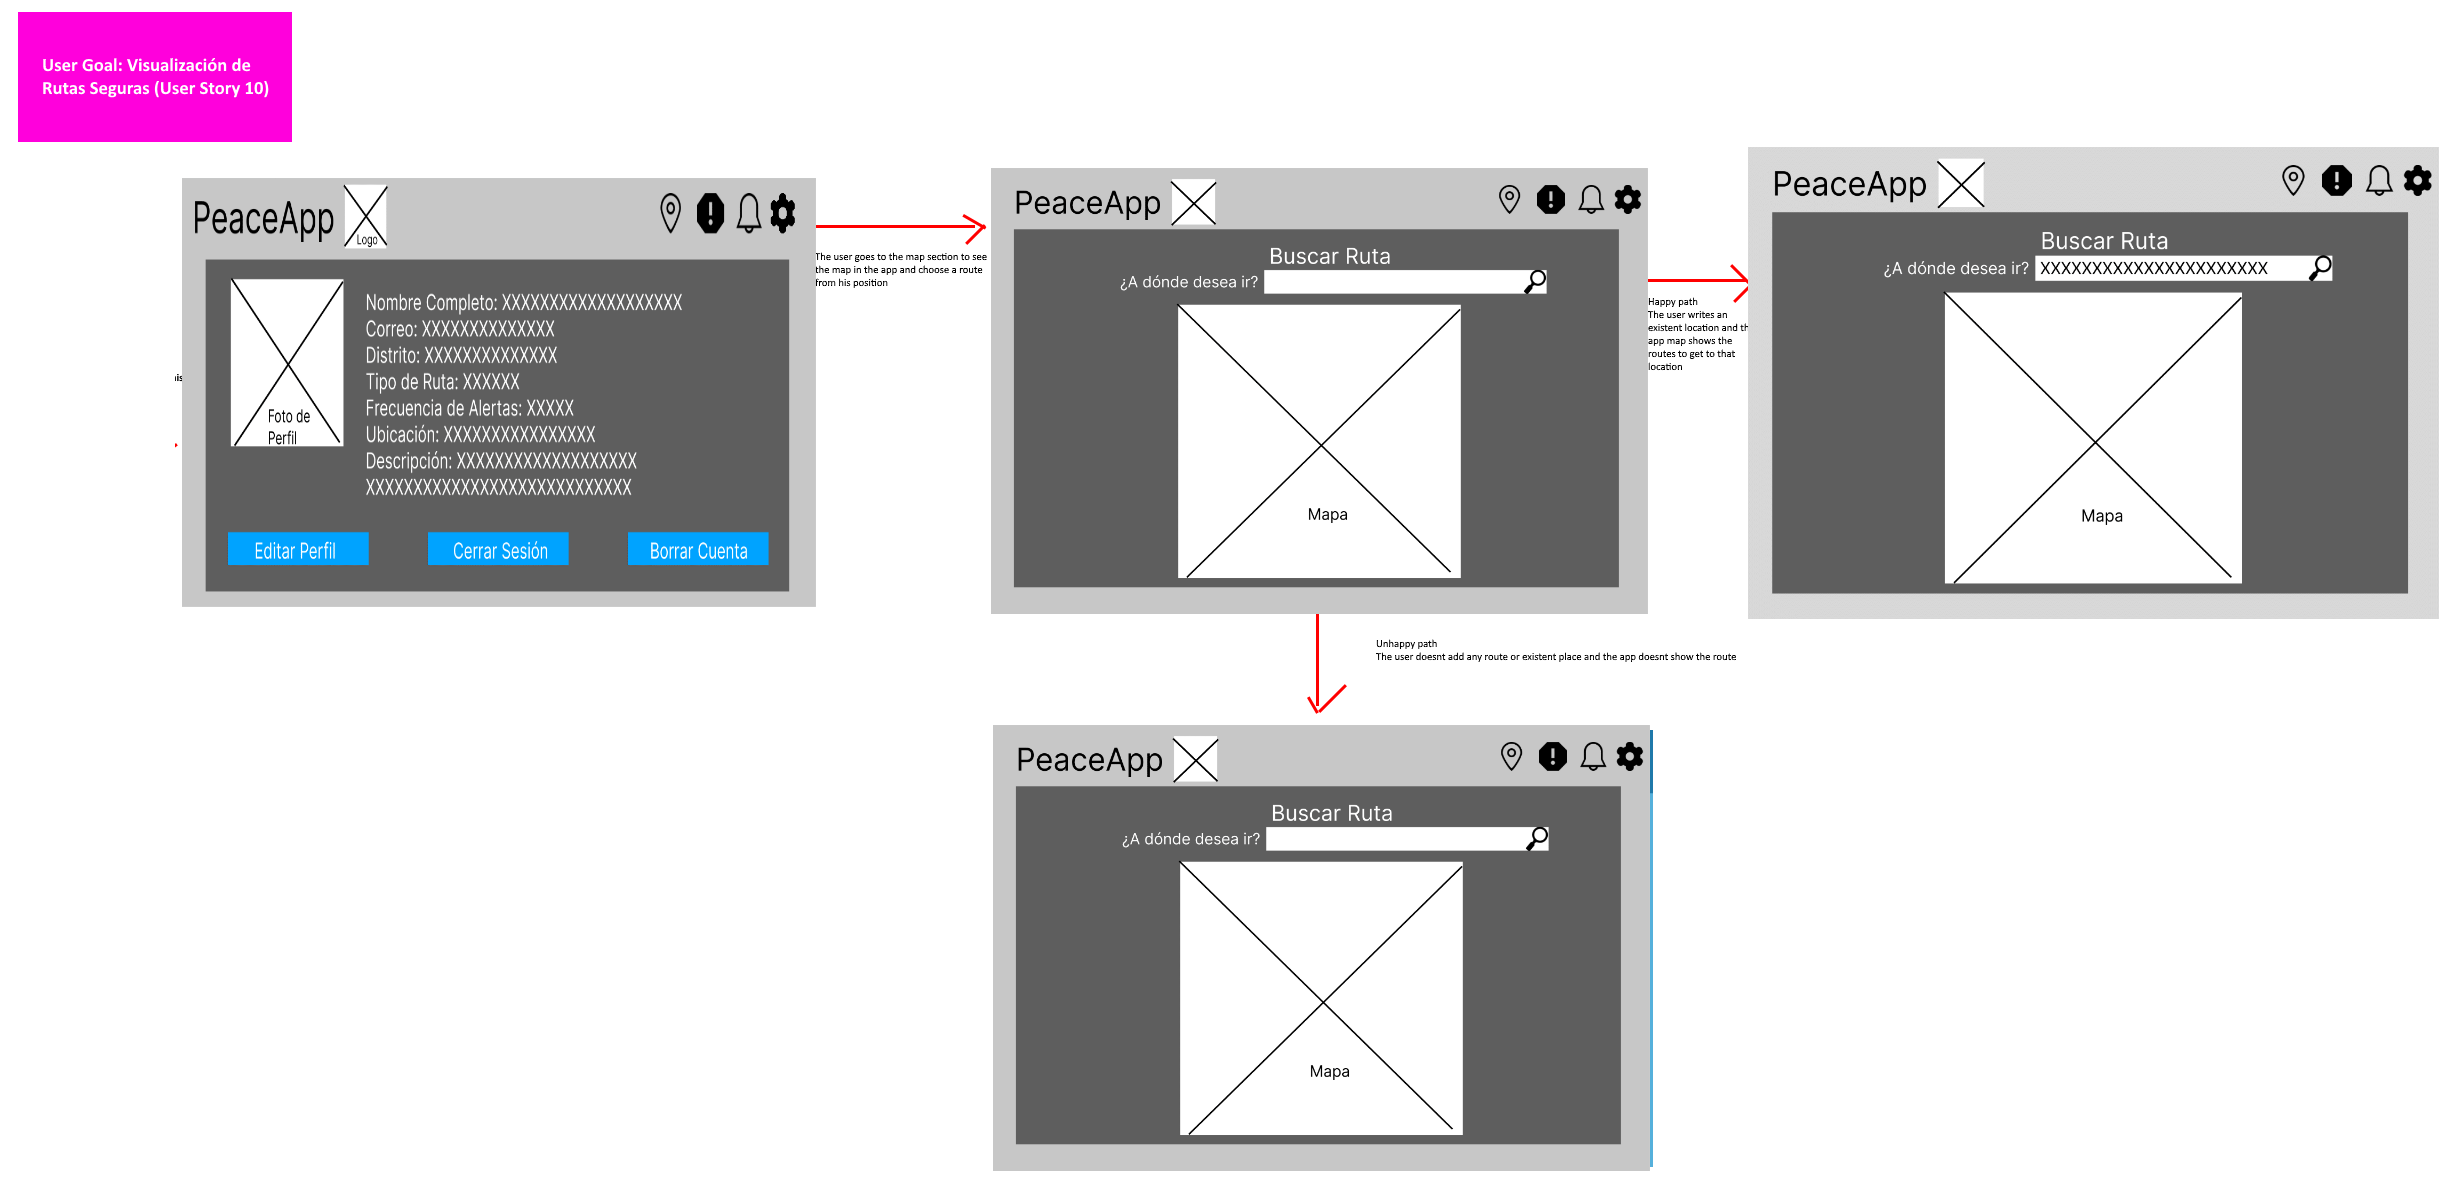 User Goal: Visualización de
Rutas Seguras (User Story 10)
PeaceApp
Logo
Foto de
Perfil
Nombre Completo: XXXXXXXXXXXXXXXXXXX
Correo: XXXXXXXXXXXXXX
Distrito: XXXXXXXXXXXXXX
Tipo de Ruta: XXXXXX
Frecuencia de Alertas: XXXXX
Ubicación: XXXXXXXXXXXXXXXX
Descripción: XXXXXXXXXXXXXXXXXXX
XXXXXXXXXXXXXXXXXXXXXXXXXXXX
Editar Perfil
Cerrar Sesión
Borrar Cuenta
The user goes to the map section to see
the map in the app and choose a route
from his position
PeaceApp
Buscar Ruta
¿A dónde desea ir?
Mapa
Happy path
The user writes an
existent location and th
app map shows the
routes to get to that
location
PeaceApp
Buscar Ruta
¿A dónde desea ir? XXXXXXXXXXXXXXXXXXXXXX
Mapa
Unhappy path
The user doesnt add any route or existent place and the app doesnt show the route
PeaceApp
Buscar Ruta
¿A dónde desea ir?
Mapa